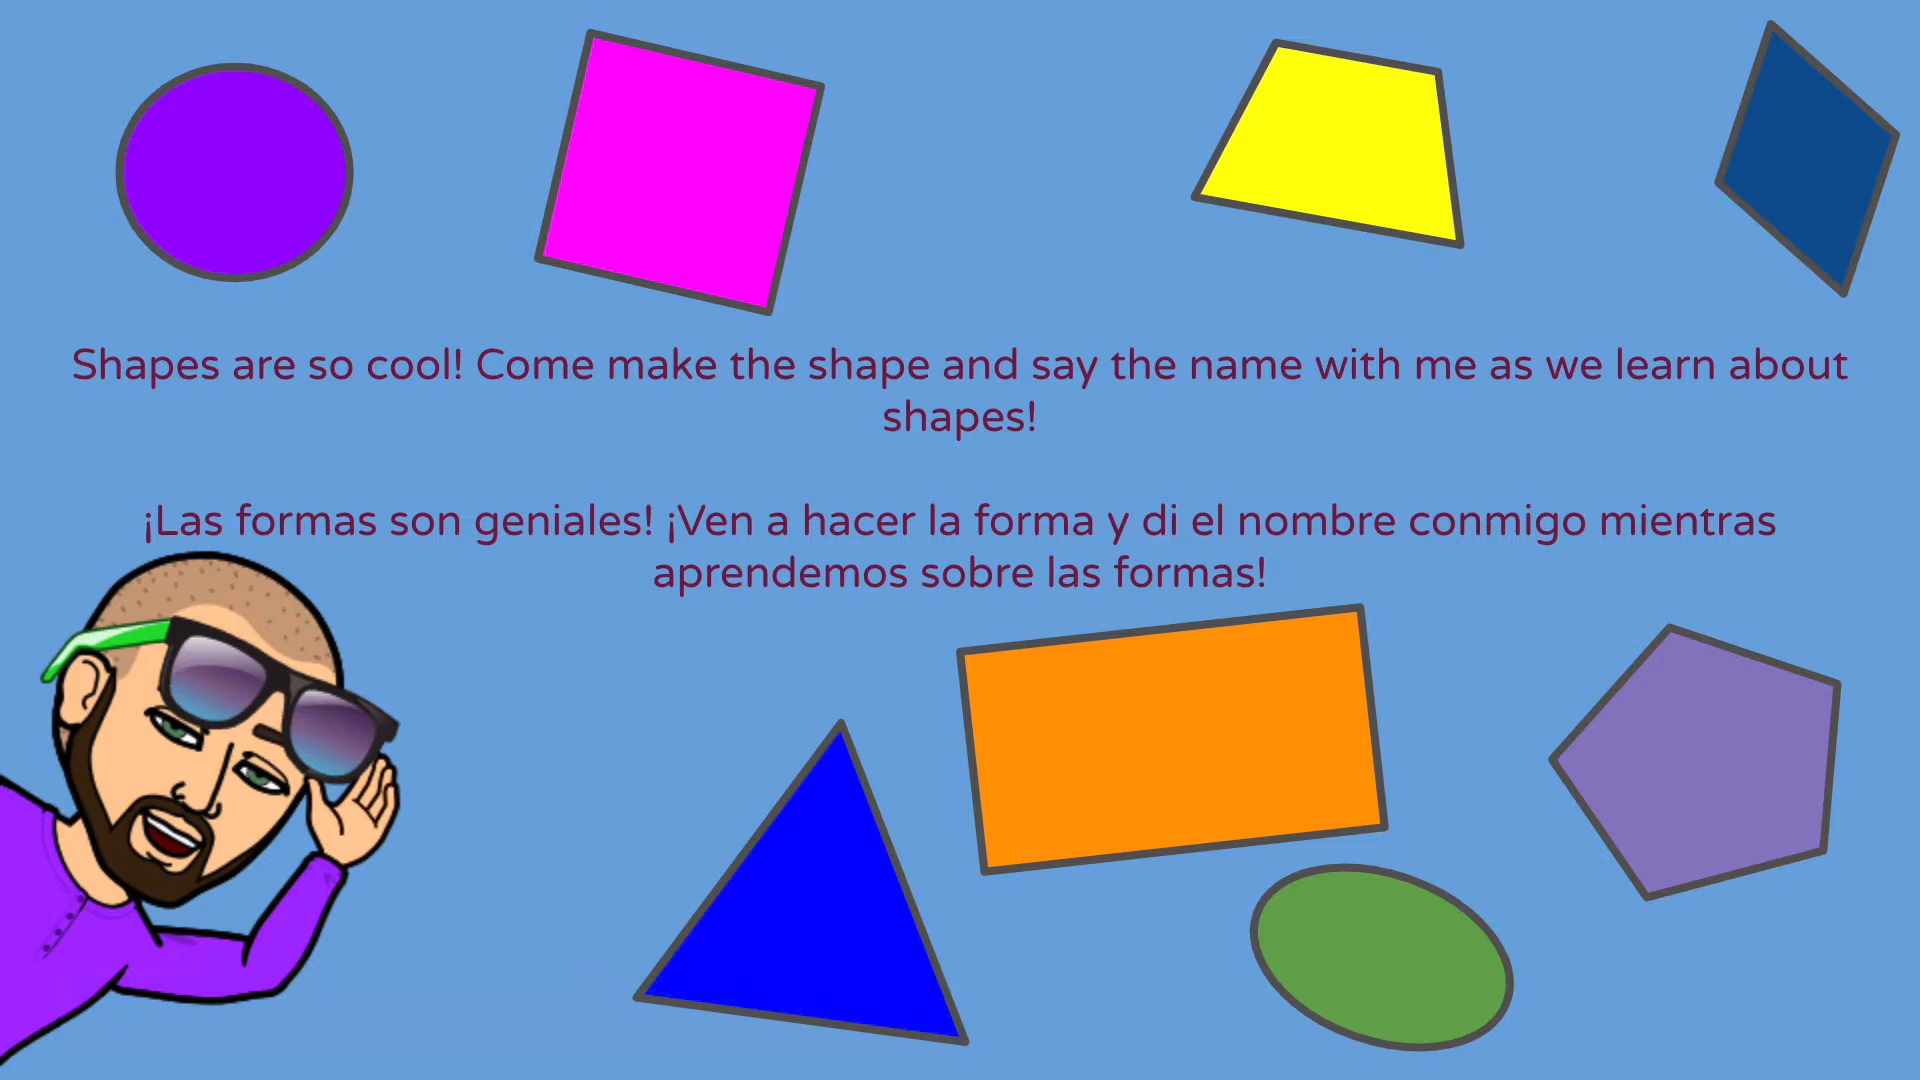 Shapes are so cool! Come make the shape and say the name with me as we learn about
shapes!
¡Las formas son geniales! ¡Ven a hacer la forma y di el nombre conmigo mientras
aprendemos sobre las formas!